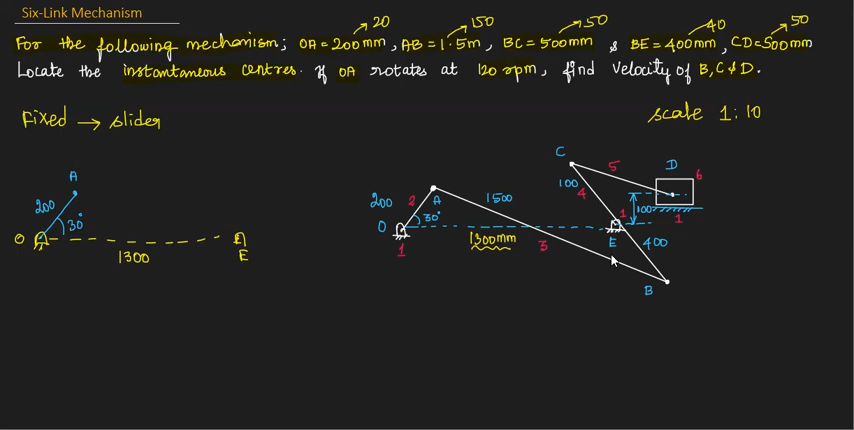 Six-Link Mechanism
20 150 50 40 50
For the following mechanism; OA = 200mm, AB = 1.5m, BC = 500mm & BE = 400mm, CD = 500mm
Locate the instantaneous centres. If OA rotates at 120 rpm, find velocity of B, C & D.
Fixed → slider
scale 1:10
A
200
30°
O
1300
E
C
D
5
6
100
4
200
2
A
1500
1
100
1
O
30°
1
1300mm
3
E
400
B